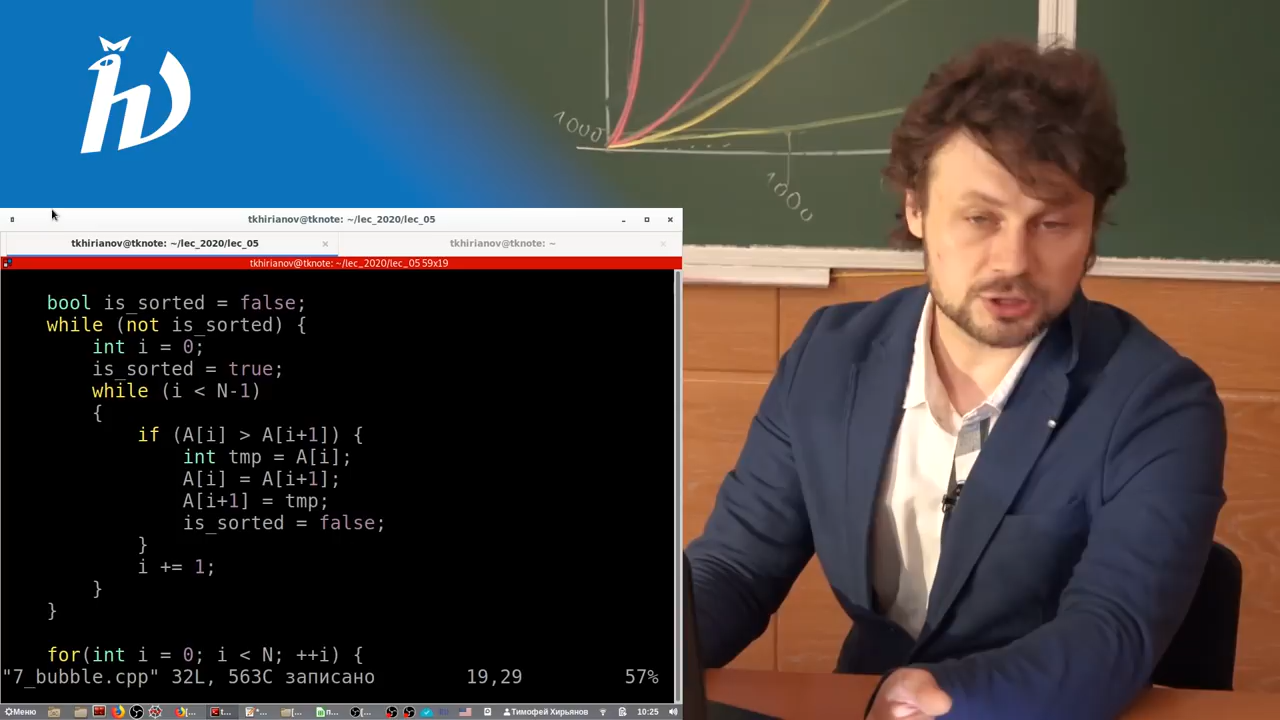 1000
1000
tkhirianov@tknote: ~/lec_2020/lec_05
tkhirianov@tknote: ~/lec_2020/lec_05
tkhirianov@tknote: ~
tkhirianov@tknote: ~/lec_2020/lec_05 59x19
bool is_sorted = false;
while (not is_sorted) {
int i = 0;
is_sorted = true;
while (i < N-1)
{
if (A[i] > A[i+1]) {
int tmp = A[i];
A[i] = A[i+1];
A[i+1] = tmp;
is_sorted = false;
}
i += 1;
}
}
for(int i = 0; i < N; ++i) {
"7_bubble.cpp" 32L, 563C записано 19,29 57%
Меню Тимофей Хирьянов 10:25